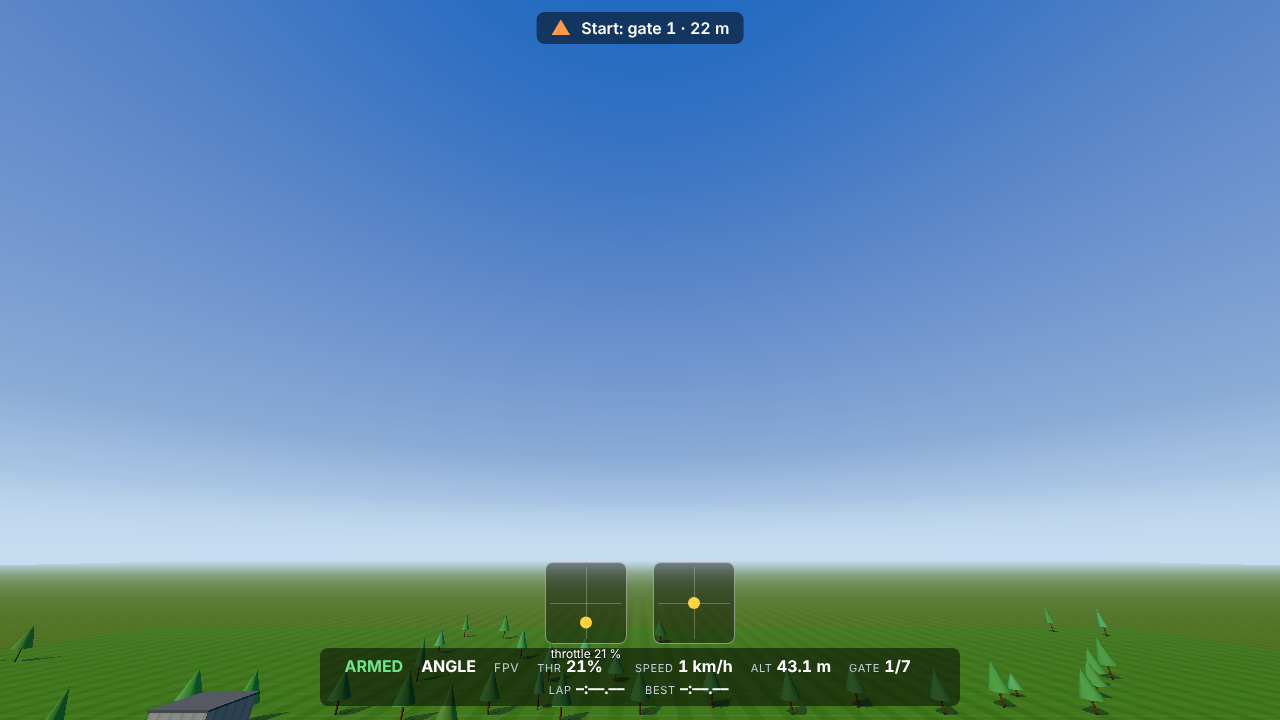 Start: gate 1 · 22 m
throttle 21 %
ARMED ANGLE FPV THR 21% SPEED 1 km/h ALT 43.1 m GATE 1/7
LAP –:––.–– BEST –:––.––